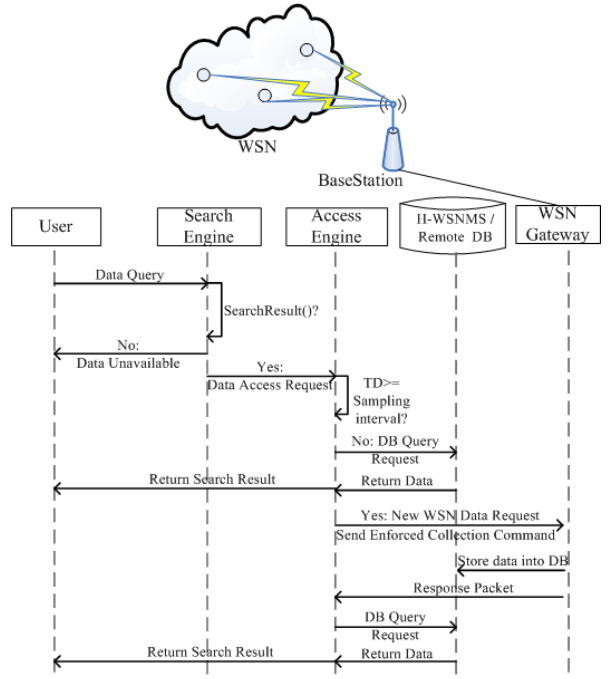 WSN
BaseStation
User
Search
Engine
Access
Engine
H-WSNMS /
Remote DB
WSN
Gateway
Data Query
SearchResult()?
No:
Data Unavailable
Yes:
Data Access Request
TD>=
Sampling
interval?
No: DB Query
Request
Return Search Result
Return Data
Yes: New WSN Data Request
Send Enforced Collection Command
Store data into DB
Response Packet
DB Query
Request
Return Search Result
Return Data